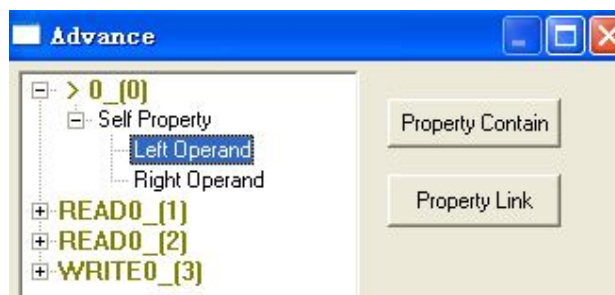 Advance
> 0_(0)
Self Property
Left Operand
Right Operand
READ0_(1)
READ0_(2)
WRITE0_(3)
Property Contain
Property Link